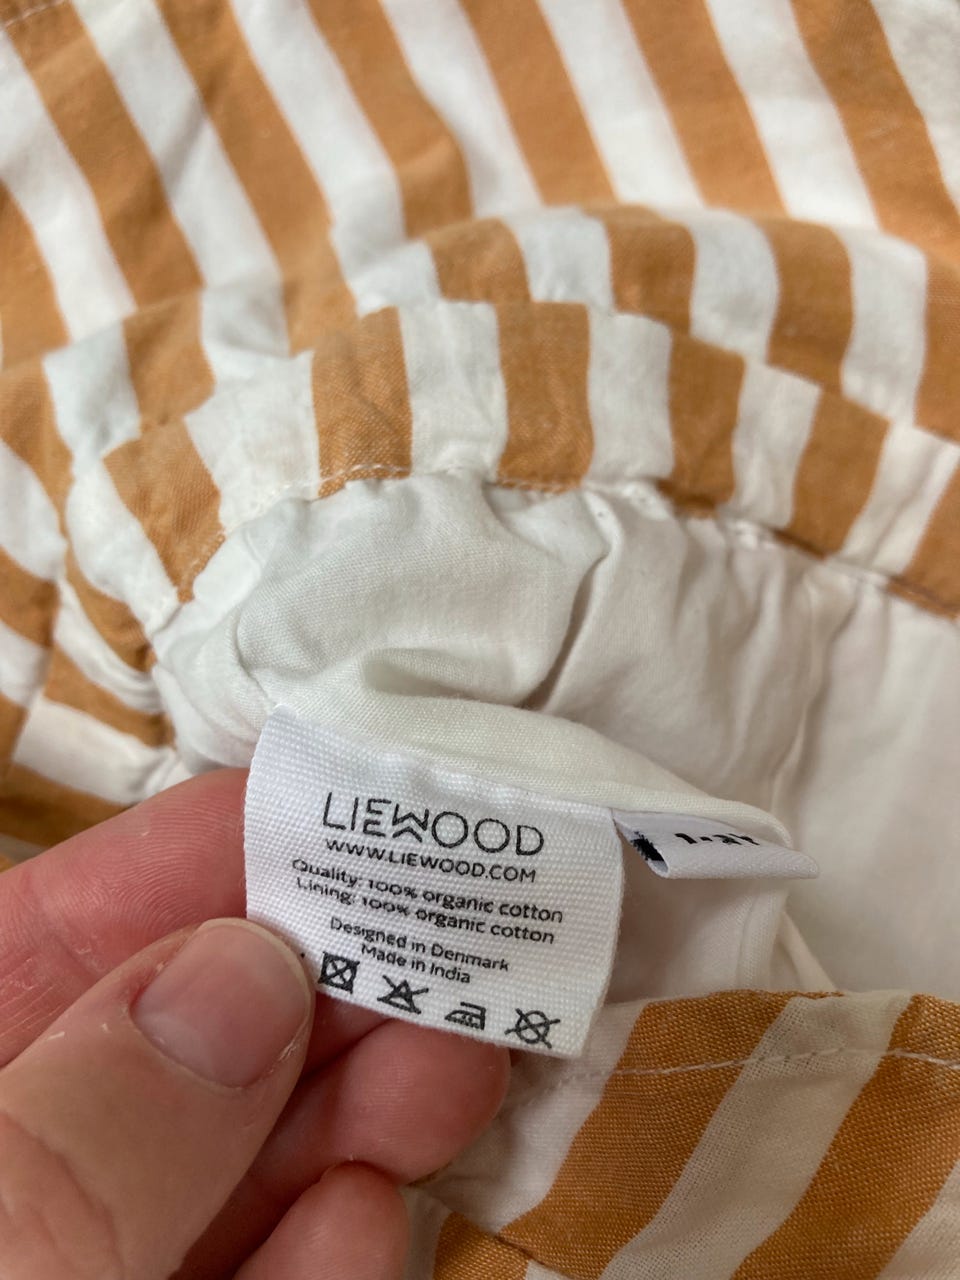 LIEWOOD
WWW.LIEWOOD.COM
Quality: 100% organic cotton
Lining: 100% organic cotton
Designed in Denmark
Made in India